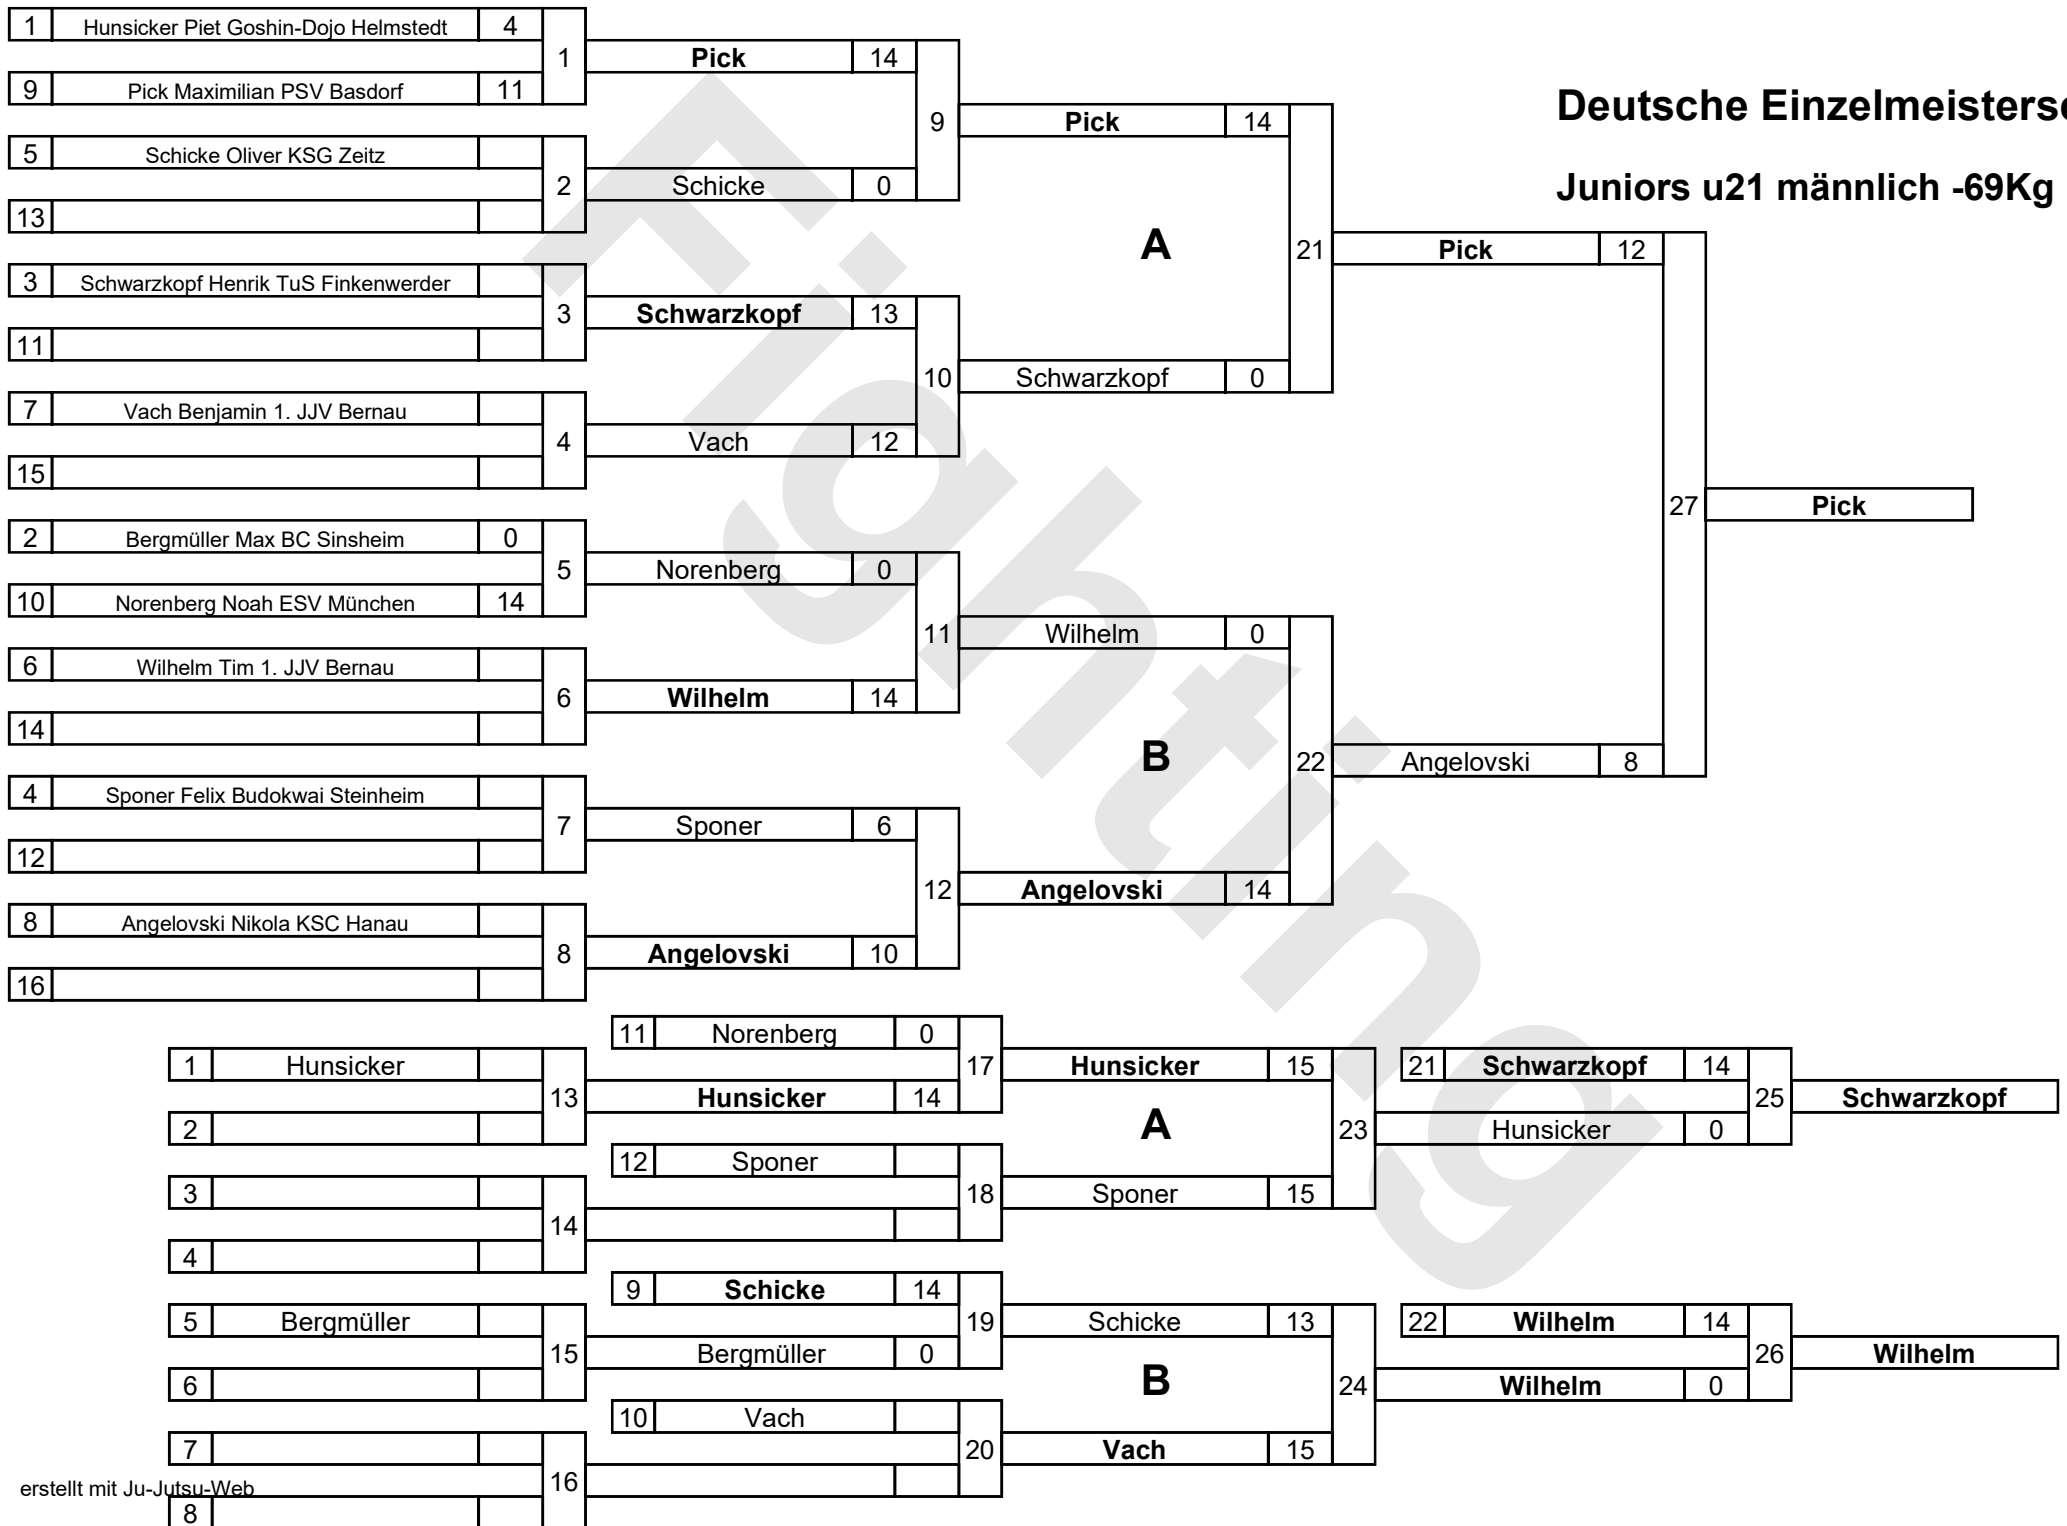 Deutsche Einzelmeisters
Juniors u21 männlich -69Kg
1 Hunsicker Piet Goshin-Dojo Helmstedt 4
1
Pick 14
9 Pick Maximilian PSV Basdorf 11
9
Pick 14
5 Schicke Oliver KSG Zeitz
2
Schicke 0
13
A
21
Pick 12
3 Schwarzkopf Henrik TuS Finkenwerder
3
Schwarzkopf 13
11
10
Schwarzkopf 0
7 Vach Benjamin 1. JJV Bernau
4
Vach 12
15
27
Pick
2 Bergmüller Max BC Sinsheim 0
5
Norenberg 0
10 Norenberg Noah ESV München 14
11
Wilhelm 0
6 Wilhelm Tim 1. JJV Bernau
6
Wilhelm 14
14
B
22
Angelovski 8
4 Sponer Felix Budokwai Steinheim
7
Sponer 6
12
12
Angelovski 14
8 Angelovski Nikola KSC Hanau
8
Angelovski 10
16
11 Norenberg 0
1 Hunsicker
17
Hunsicker 15
21 Schwarzkopf 14
13
Hunsicker 14
25
Schwarzkopf
2
A
23
Hunsicker 0
12 Sponer
3
18
Sponer 15
14
4
9 Schicke 14
5 Bergmüller
19
Schicke 13
22 Wilhelm 14
15
Bergmüller 0
26
Wilhelm
6
B
24
Wilhelm 0
10 Vach
7
20
Vach 15
16
erstellt mit Ju-Jutsu-Web
8
Fighting